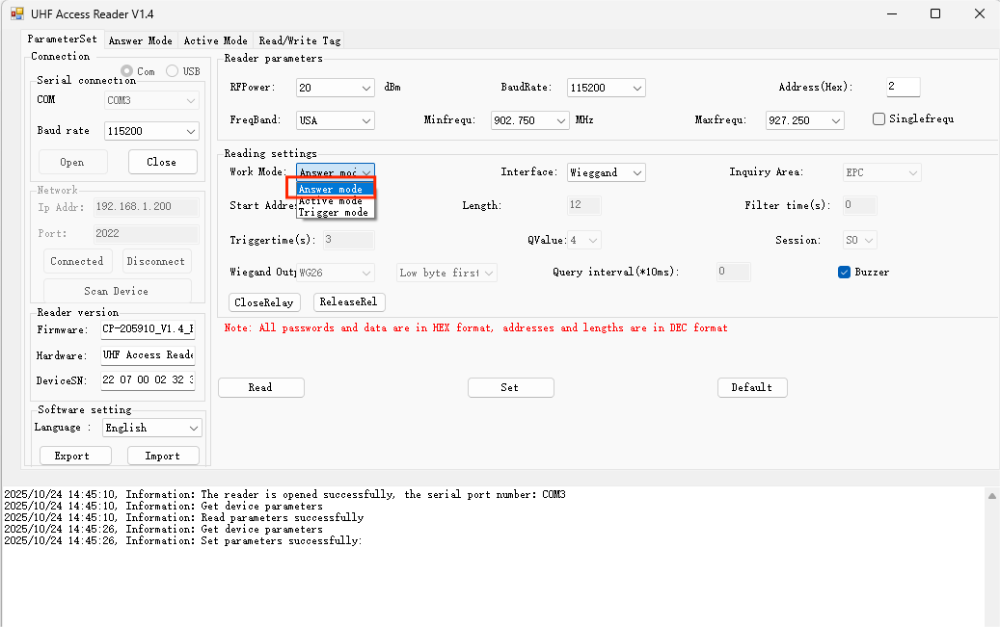 UHF Access Reader V1.4
ParameterSet Answer Mode Active Mode Read/Write Tag
Connection
Com USB
Serial connection
COM COM3
Baud rate 115200
Open Close
Network
Ip Addr: 192.168.1.200
Port: 2022
Connected Disconnect
Scan Device
Reader version
Firmware: CP-205910_V1.4_
Hardware: UHF Access Reade
DeviceSN: 22 07 00 02 32
Software setting
Language : English
Export Import
Reader parameters
RFPower: 20 dBm BaudRate: 115200 Address(Hex): 2
FreqBand: USA Minfrequ: 902.750 MHz Maxfrequ: 927.250 Singlefrequ
Reading settings
Work Mode: Answer mod Interface: Wieggand Inquiry Area: EPC
Answer mode
Active mode
Trigger mode
Start Addres Length: 12 Filter time(s): 0
Triggertime(s): 3 QValue: 4 Session: S0
Wiegand Outp WG26 Low byte first Query interval(*10ms): 0 Buzzer
CloseRelay ReleaseRel
Note: All passwords and data are in HEX format, addresses and lengths are in DEC format
Read Set Default
2025/10/24 14:45:10, Information: The reader is opened successfully, the serial port number: COM3
2025/10/24 14:45:10, Information: Get device parameters
2025/10/24 14:45:10, Information: Read parameters successfully
2025/10/24 14:45:26, Information: Get device parameters
2025/10/24 14:45:26, Information: Set parameters successfully: